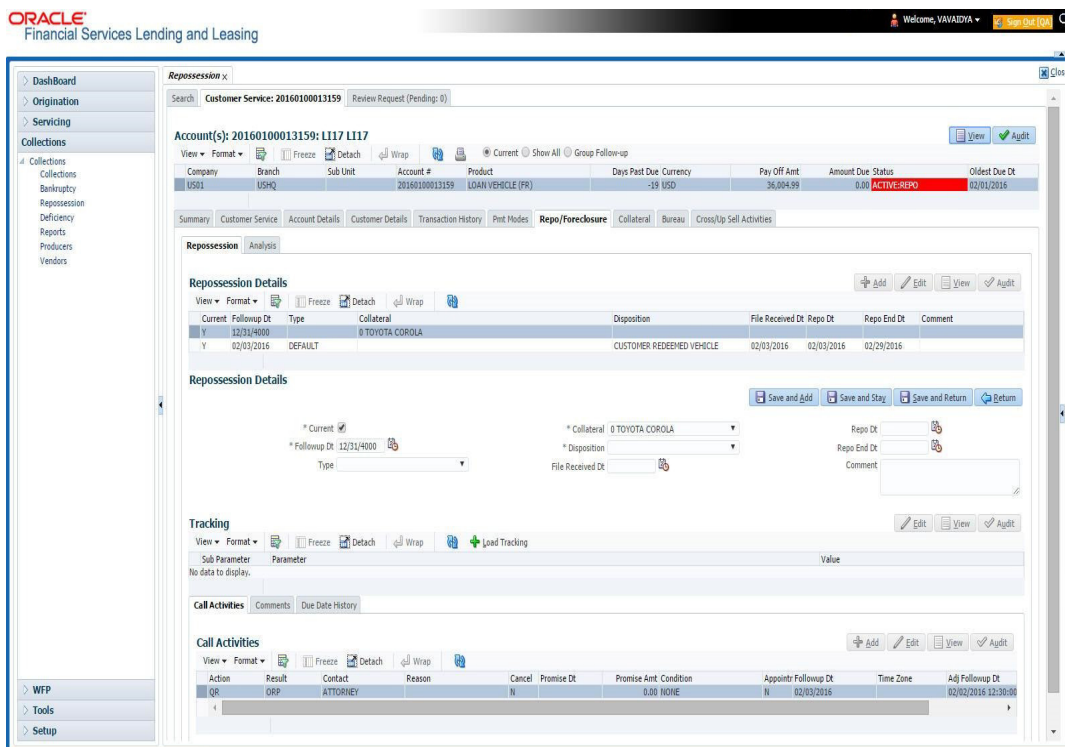 ORACLE
Financial Services Lending and Leasing
Welcome, VAVAIDYA
Sign Out [QA
Close
DashBoard
Origination
Servicing
Collections
Collections
Collections
Bankruptcy
Repossession
Deficiency
Reports
Producers
Vendors
WFP
Tools
Setup
Repossession x
Search Customer Service: 20160100013159 Review Request (Pending: 0)
Account(s): 20160100013159: LI17 LI17
View Audit
View Format Freeze Detach Wrap Current Show All Group Follow-up
Company Branch Sub Unit Account # Product Days Past Due Currency Pay Off Amt Amount Due Status Oldest Due Dt
US01 USHQ 20160100013159 LOAN VEHICLE (FR) -19 USD 36,004.99 0.00 ACTIVE:REPO 02/01/2016
Summary Customer Service Account Details Customer Details Transaction History Pmt Modes Repo/Foreclosure Collateral Bureau Cross/Up Sell Activities
Repossession Analysis
Repossession Details
Add Edit View Audit
View Format Freeze Detach Wrap
Current Followup Dt Type Collateral Disposition File Received Dt Repo Dt Repo End Dt Comment
Y 12/31/4000 0 TOYOTA COROLA
Y 02/03/2016 DEFAULT CUSTOMER REDEEMED VEHICLE 02/03/2016 02/03/2016 02/29/2016
Repossession Details
Save and Add Save and Stay Save and Return Return
* Current * Collateral 0 TOYOTA COROLA Repo Dt
* Followup Dt 12/31/4000 * Disposition Repo End Dt
Type File Received Dt Comment
Tracking
Edit View Audit
View Format Freeze Detach Wrap Load Tracking
Sub Parameter Parameter Value
No data to display.
Call Activities Comments Due Date History
Call Activities
Add Edit View Audit
View Format Freeze Detach Wrap
Action Result Contact Reason Cancel Promise Dt Promise Amt Condition Appointr Followup Dt Time Zone Adj Followup Dt
QR ORP ATTORNEY N 0.00 NONE N 02/03/2016 02/02/2016 12:30:00